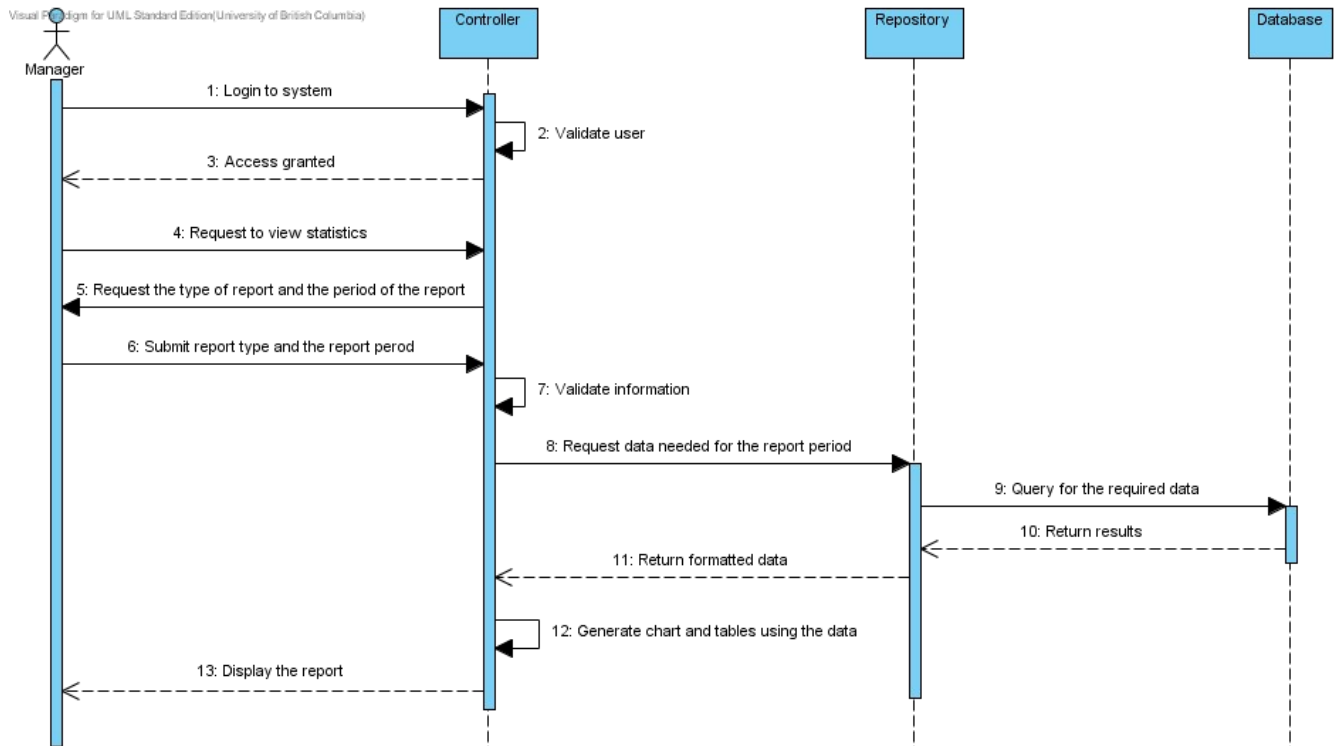 Visual Paradigm for UML Standard Edition(University of British Columbia)
Controller
Repository
Database
Manager
1: Login to system
2: Validate user
3: Access granted
4: Request to view statistics
5: Request the type of report and the period of the report
6: Submit report type and the report perod
7: Validate information
8: Request data needed for the report period
9: Query for the required data
10: Return results
11: Return formatted data
12: Generate chart and tables using the data
13: Display the report